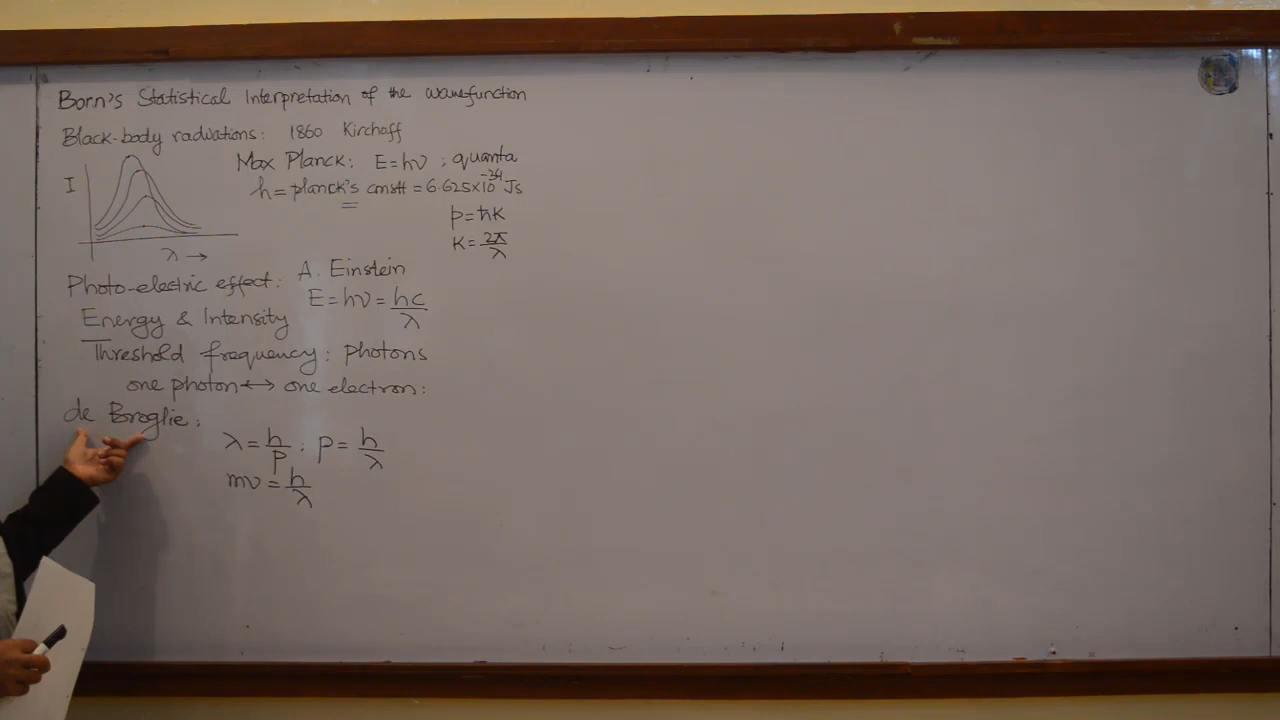 Born's Statistical Interpretation of the wavefunction
Black-body radiations: 1860 Kirchoff
I
λ →
Max Planck: E=hν ; quanta
h = planck's constt = 6.625×10⁻³⁴ Js
p=ħK
K=2π/λ
Photo-electric effect: A. Einstein
E=hν=hc/λ
Energy & Intensity
Threshold frequency: photons
one photon ↔ one electron:
de Broglie:
λ = h/p ; p = h/λ
mv = h/λ